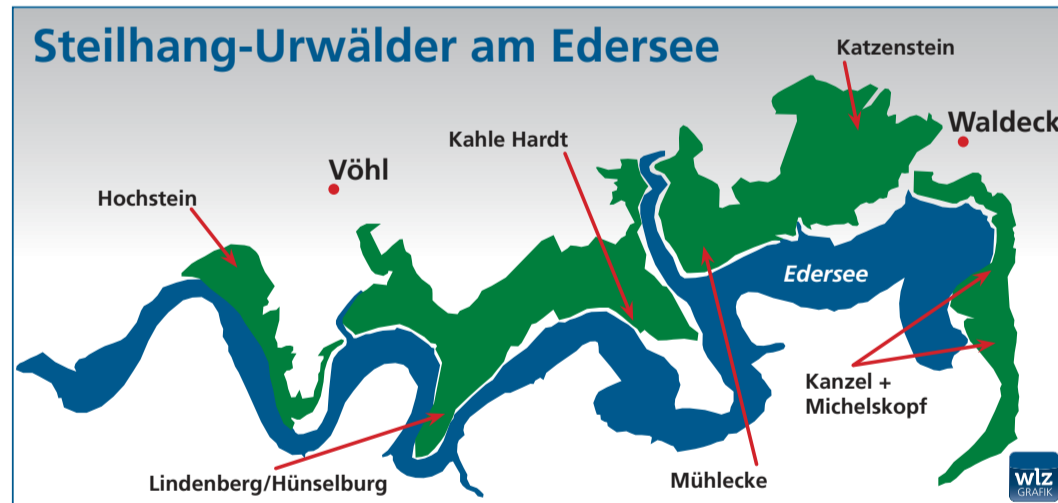 Steilhang-Urwälder am Edersee
Katzenstein
Waldeck
Kahle Hardt
Vöhl
Hochstein
Edersee
Kanzel +
Michelskopf
Mühlecke
Lindenberg/Hünselburg
wlz
GRAFIK